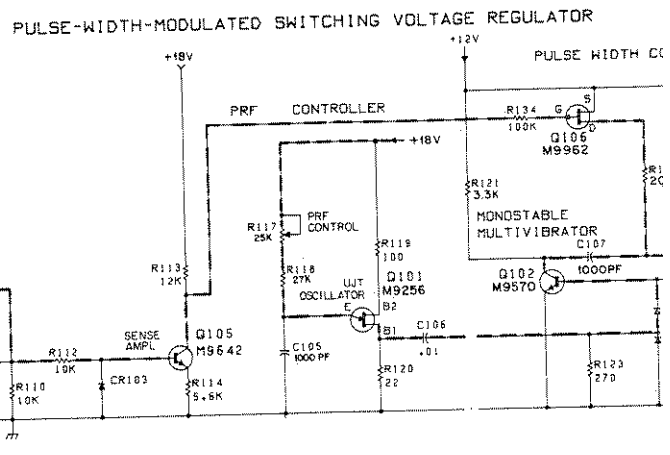 PULSE-WIDTH-MODULATED SWITCHING VOLTAGE REGULATOR
+18V
+12V
PULSE WIDTH CO
PRF CONTROLLER
R134
100K
G
S
D
Q106
M9962
+18V
R121
3.3K
R117
25K
PRF
CONTROL
MONOSTABLE
MULTIVIBRATOR
R119
100
C107
1000PF
R113
12K
R118
27K
UJT
OSCILLATOR
E
Q101
M9256
B2
B1
Q102
M9570
SENSE
AMPL
Q105
M9642
C106
.01
R112
10K
C105
1000 PF
R110
10K
CR103
R114
5.6K
R120
22
R123
270